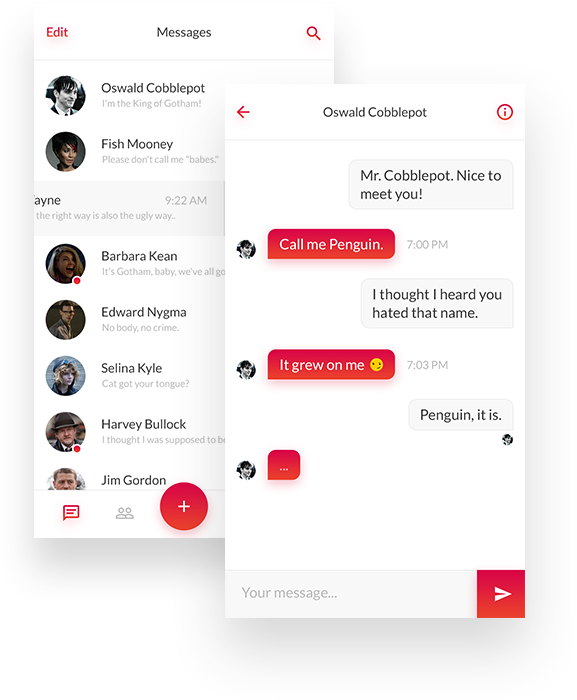 Edit
Messages
Oswald Cobblepot
I'm the King of Gotham!
Fish Mooney
Please don't call me "babes."
ayne
9:22 AM
the right way is also the ugly way..
Barbara Kean
It's Gotham, baby, we've all go
Edward Nygma
No body, no crime.
Selina Kyle
Cat got your tongue?
Harvey Bullock
I thought I was supposed to be
Jim Gordon
Oswald Cobblepot
Mr. Cobblepot. Nice to
meet you!
Call me Penguin.
7:00 PM
I thought I heard you
hated that name.
It grew on me 😏
7:03 PM
Penguin, it is.
...
Your message...